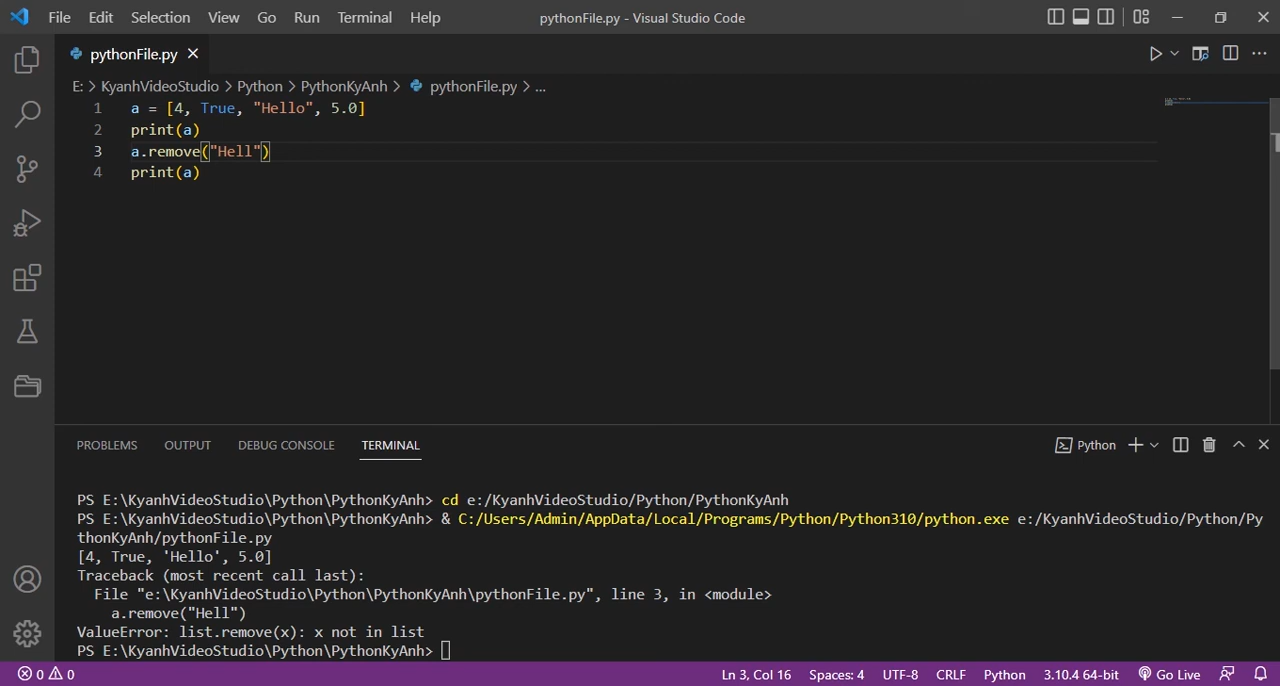 File Edit Selection View Go Run Terminal Help pythonFile.py - Visual Studio Code
pythonFile.py
E: > KyanhVideoStudio > Python > PythonKyAnh > pythonFile.py > ...
1 a = [4, True, "Hello", 5.0]
2 print(a)
3 a.remove("Hell")
4 print(a)
PROBLEMS OUTPUT DEBUG CONSOLE TERMINAL Python
PS E:\KyanhVideoStudio\Python\PythonKyAnh> cd e:/KyanhVideoStudio/Python/PythonKyAnh
PS E:\KyanhVideoStudio\Python\PythonKyAnh> & C:/Users/Admin/AppData/Local/Programs/Python/Python310/python.exe e:/KyanhVideoStudio/Python/Py
thonKyAnh/pythonFile.py
[4, True, 'Hello', 5.0]
Traceback (most recent call last):
File "e:\KyanhVideoStudio\Python\PythonKyAnh\pythonFile.py", line 3, in <module>
a.remove("Hell")
ValueError: list.remove(x): x not in list
PS E:\KyanhVideoStudio\Python\PythonKyAnh>
0 0 Ln 3, Col 16 Spaces: 4 UTF-8 CRLF Python 3.10.4 64-bit Go Live